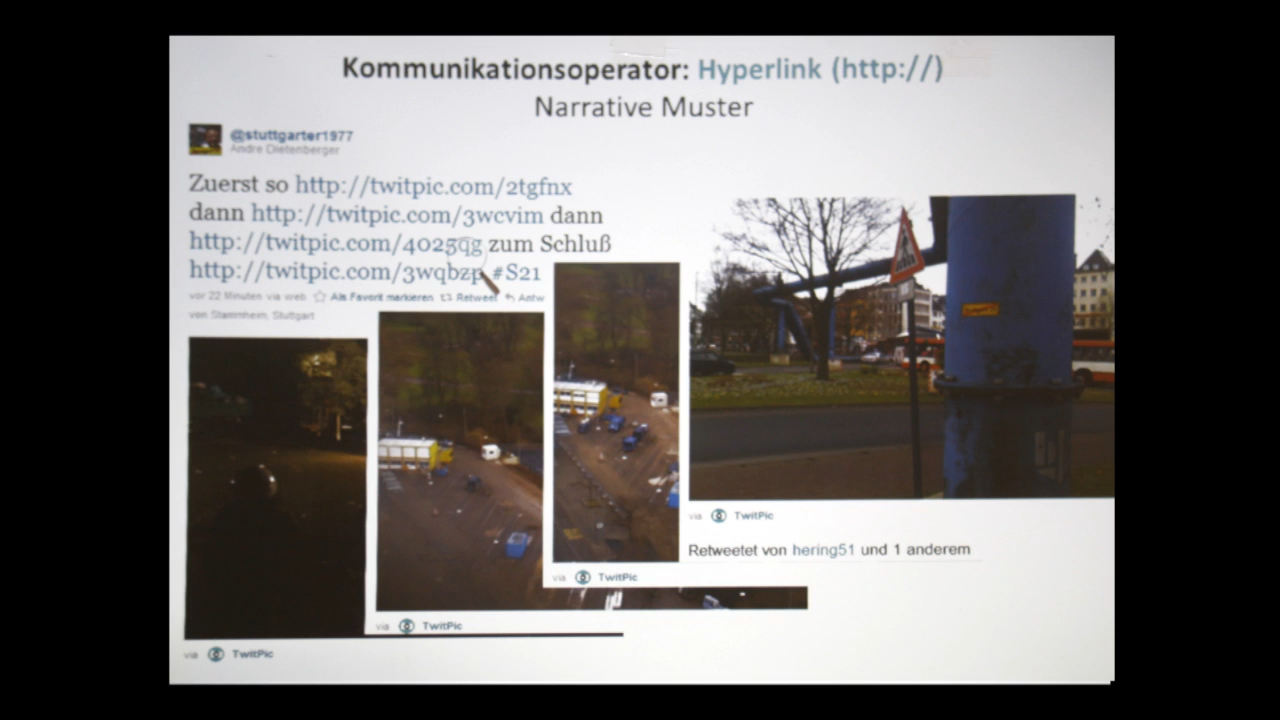 Kommunikationsoperator: Hyperlink (http://)
Narrative Muster
@stuttgarter1977
Andre Dietenberger
Zuerst so http://twitpic.com/2tgfnx
dann http://twitpic.com/3wcvim dann
http://twitpic.com/4025qg zum Schluß
http://twitpic.com/3wqbzp #S21
vor 22 Minuten via web Als Favorit markieren Retweet Antw
von Stammheim, Stuttgart
via TwitPic
Retweetet von hering51 und 1 anderem
via TwitPic
via TwitPic
via TwitPic